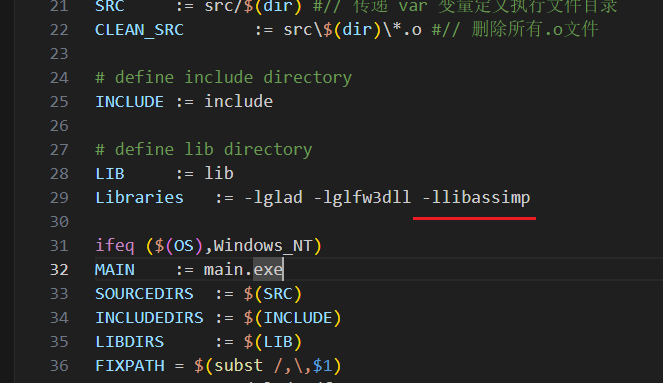 21 SRC := src/$(dir) #// 传递 var 变量定义执行文件目录
22 CLEAN_SRC := src\$(dir)\*.o #// 删除所有.o文件
23
24 # define include directory
25 INCLUDE := include
26
27 # define lib directory
28 LIB := lib
29 Libraries := -lglad -lglfw3dll -llibassimp
30
31 ifeq ($(OS),Windows_NT)
32 MAIN := main.exe
33 SOURCEDIRS := $(SRC)
34 INCLUDEDIRS := $(INCLUDE)
35 LIBDIRS := $(LIB)
36 FIXPATH = $(subst /,\,$1)